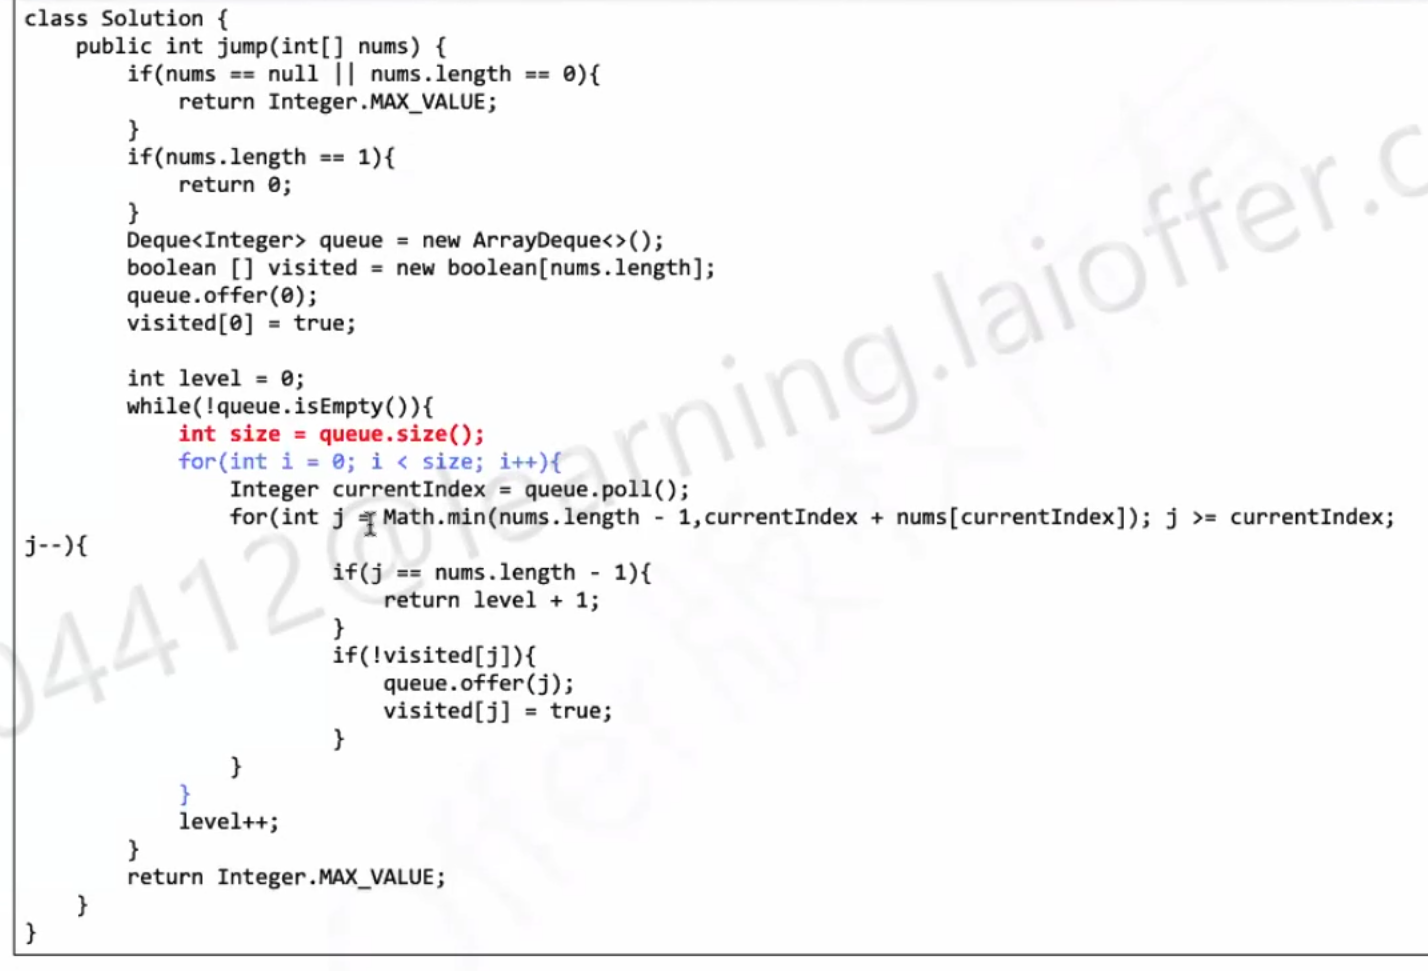 class Solution {
    public int jump(int[] nums) {
        if(nums == null || nums.length == 0){
            return Integer.MAX_VALUE;
        }
        if(nums.length == 1){
            return 0;
        }
        Deque<Integer> queue = new ArrayDeque<>();
        boolean [] visited = new boolean[nums.length];
        queue.offer(0);
        visited[0] = true;

        int level = 0;
        while(!queue.isEmpty()){
            int size = queue.size();
            for(int i = 0; i < size; i++){
                Integer currentIndex = queue.poll();
                for(int j = Math.min(nums.length - 1,currentIndex + nums[currentIndex]); j >= currentIndex;
j--){
                        if(j == nums.length - 1){
                            return level + 1;
                        }
                        if(!visited[j]){
                            queue.offer(j);
                            visited[j] = true;
                        }
                }
            }
            level++;
        }
        return Integer.MAX_VALUE;
    }
}
04412@learning.laioffer.c